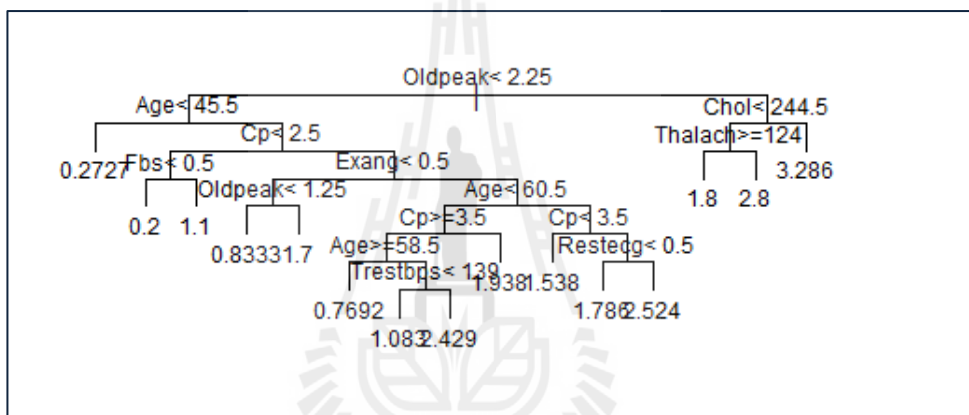 Oldpeak< 2.25
Age< 45.5
Chol< 244.5
Cp< 2.5
Thalach>=124
0.2727
Fbs< 0.5
Exang< 0.5
3.286
Oldpeak< 1.25
Age< 60.5
1.8
2.8
0.2
1.1
Cp>=3.5
Cp< 3.5
0.8333
1.7
Age>=58.5
Restecg< 0.5
Trestbps< 139
1.938
1.538
0.7692
1.786
2.524
1.083
2.429